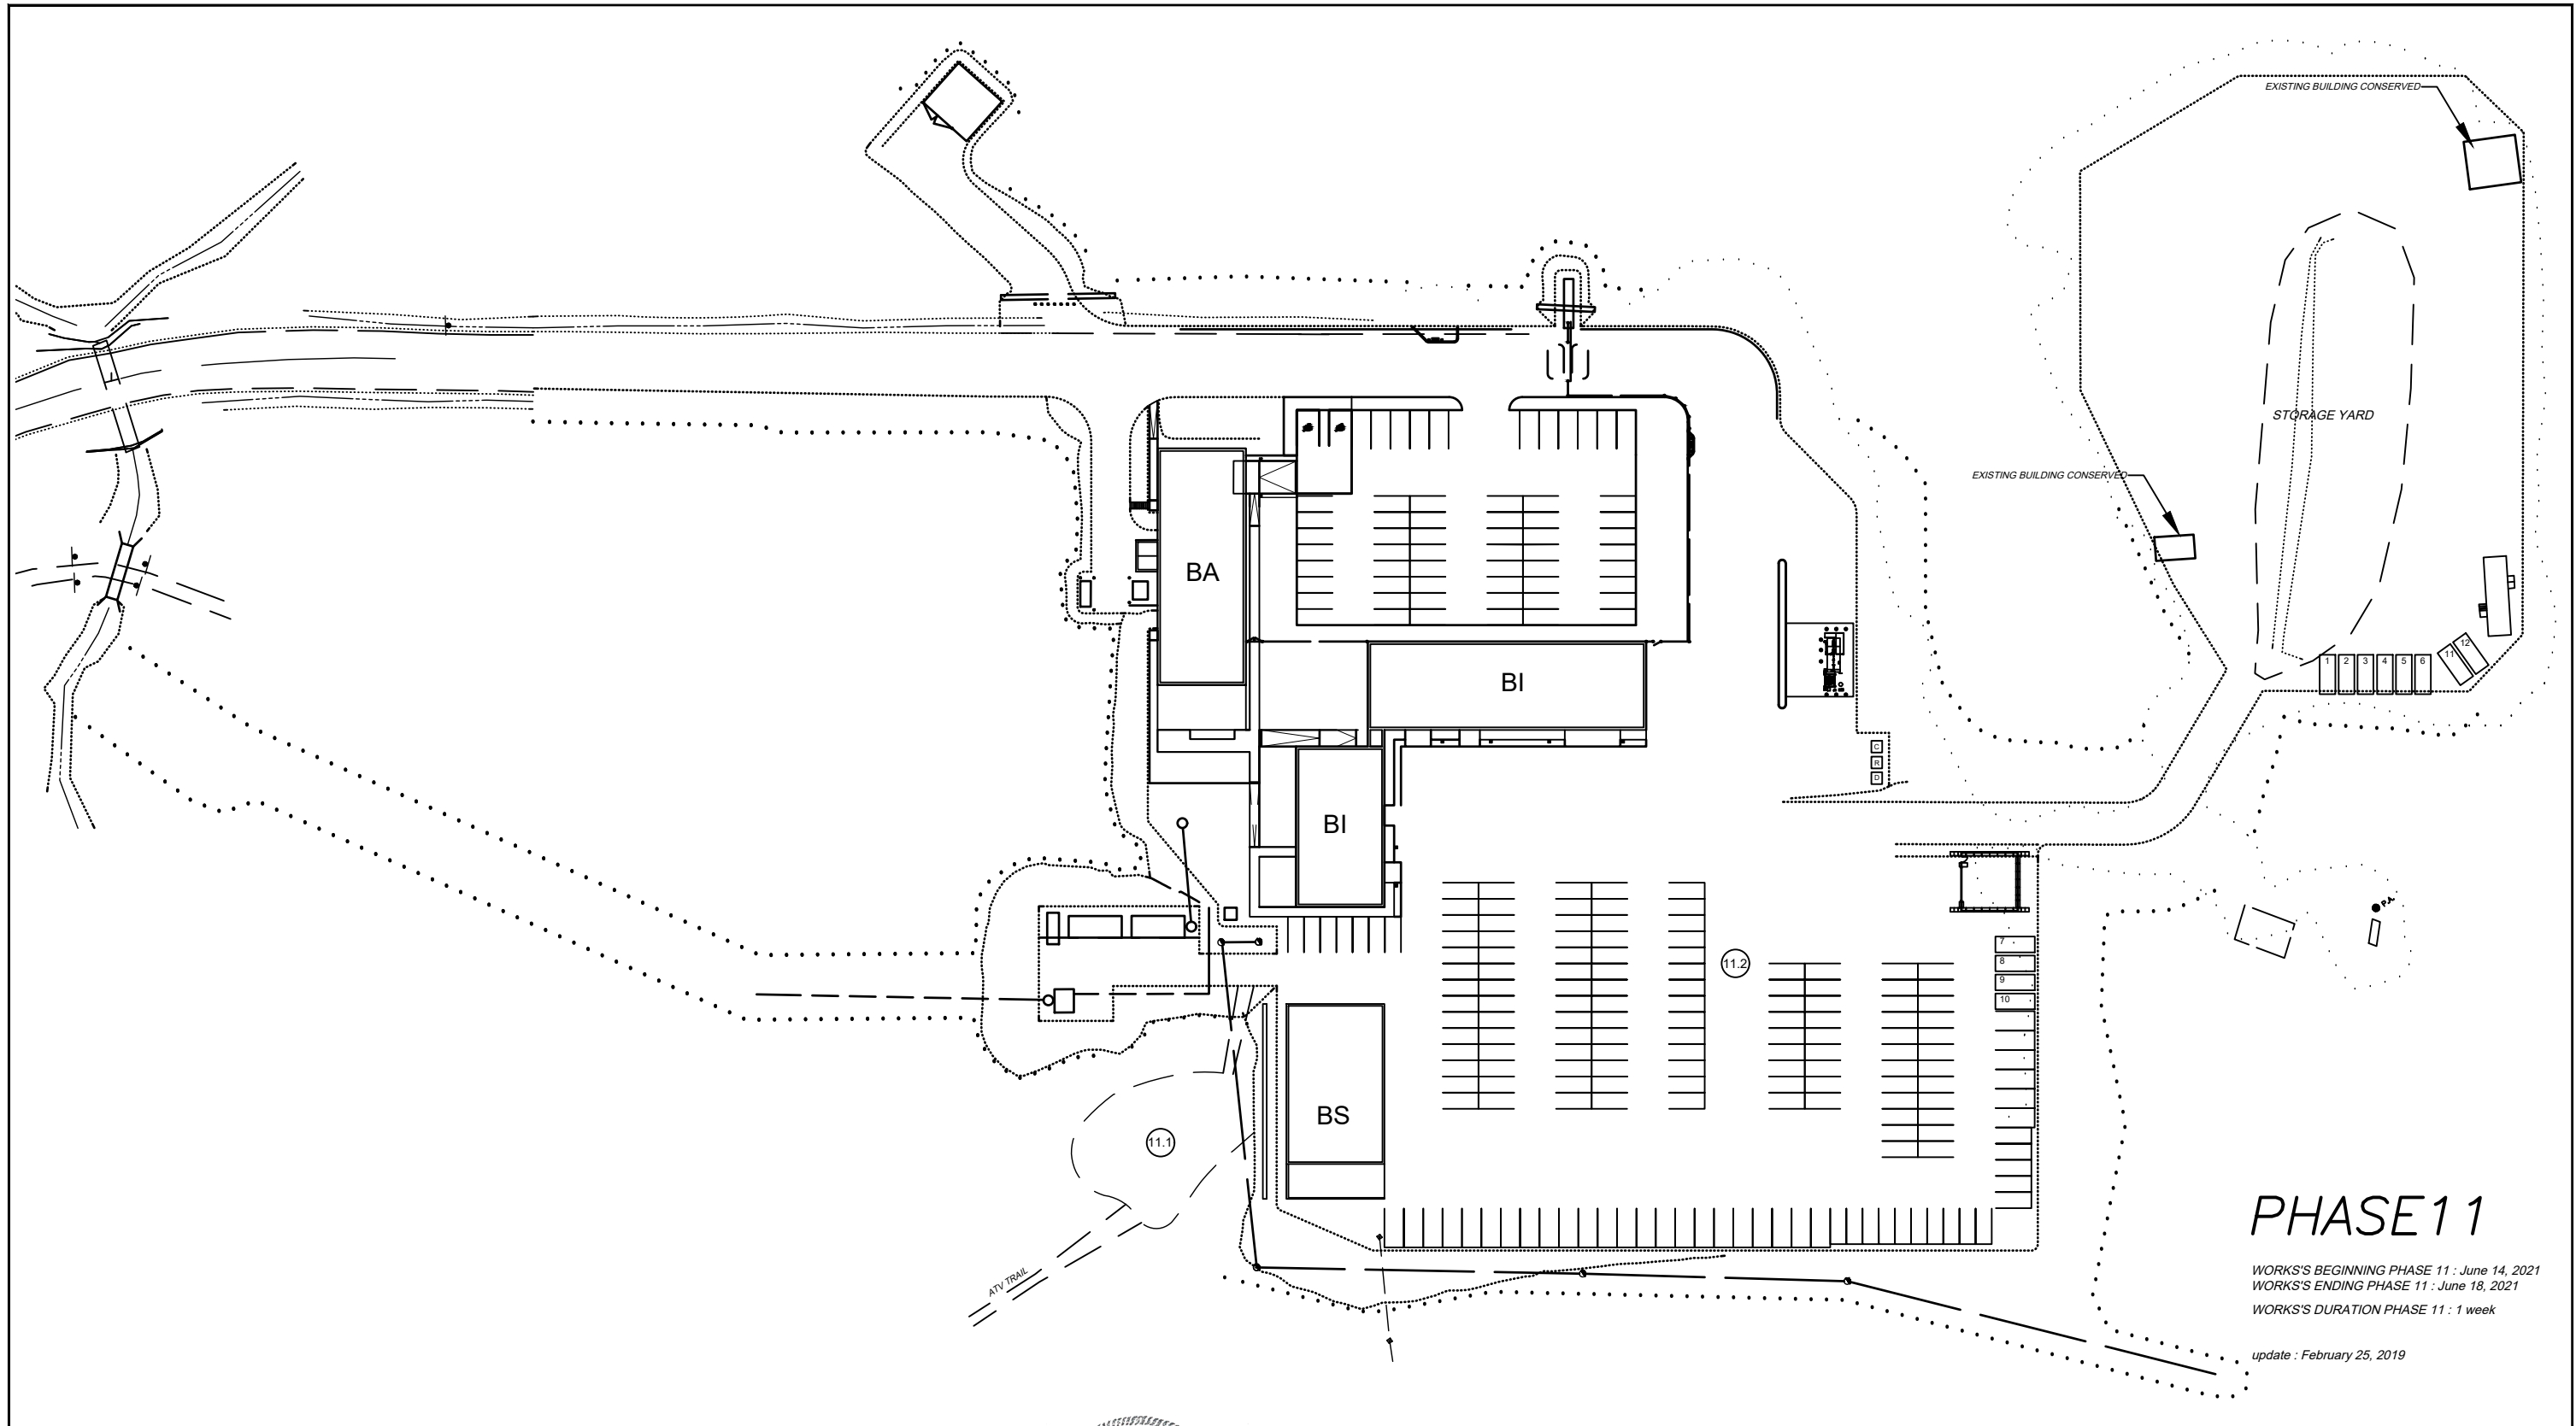 EXISTING BUILDING CONSERVED
STORAGE YARD
EXISTING BUILDING CONSERVED
BA
BI
1 2 3 4 5 6 11 12
C
R
D
BI
P.A.
7
8
9
10
11.2
BS
11.1
ATV TRAIL
PHASE11
WORKS'S BEGINNING PHASE 11 : June 14, 2021
WORKS'S ENDING PHASE 11 : June 18, 2021
WORKS'S DURATION PHASE 11 : 1 week
update : February 25, 2019